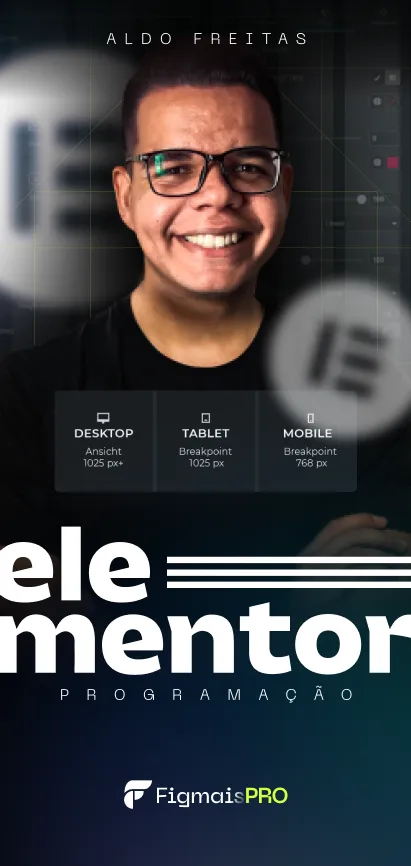 ALDO FREITAS
DESKTOP
Ansicht
1025 px+
TABLET
Breakpoint
1025 px
MOBILE
Breakpoint
768 px
ele
mentor
PROGRAMAÇÃO
FigmaisPRO